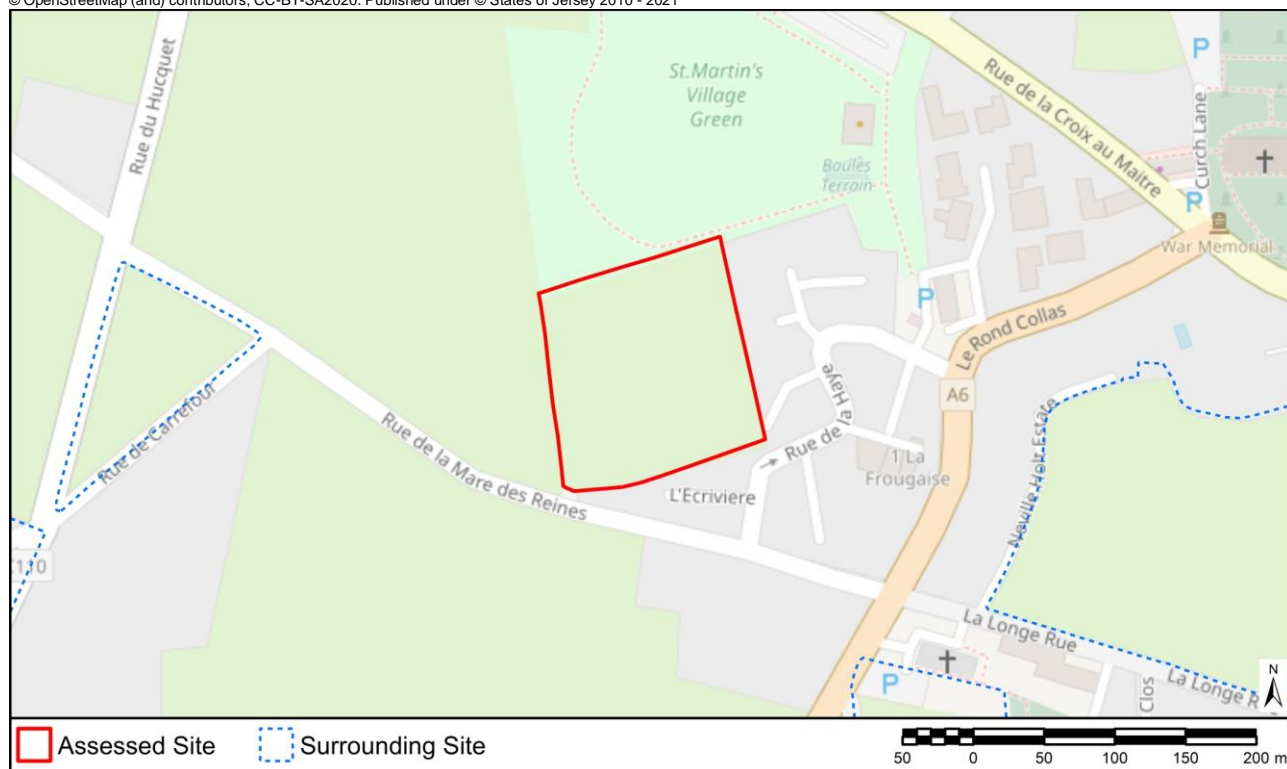 © OpenStreetMap (and) contributors, CC-BY-SA2020. Published under © States of Jersey 2010 - 2021
Rue du Hucquet
St.Martin's
Village
Green
P
Rue de la Croix au Maitre
Curch Lane
Boules
Terrain
P
War Memorial
P
Le Rond Collas
A6
Rue de la Haye
Rue de Carrefour
Rue de la Mare des Reines
L'Ecriviere
1 La
Frougaise
Neville Holt Estate
C110
La Longe Rue
La Longe R
P
Clos
N
Assessed Site
Surrounding Site
50 0 50 100 150 200 m